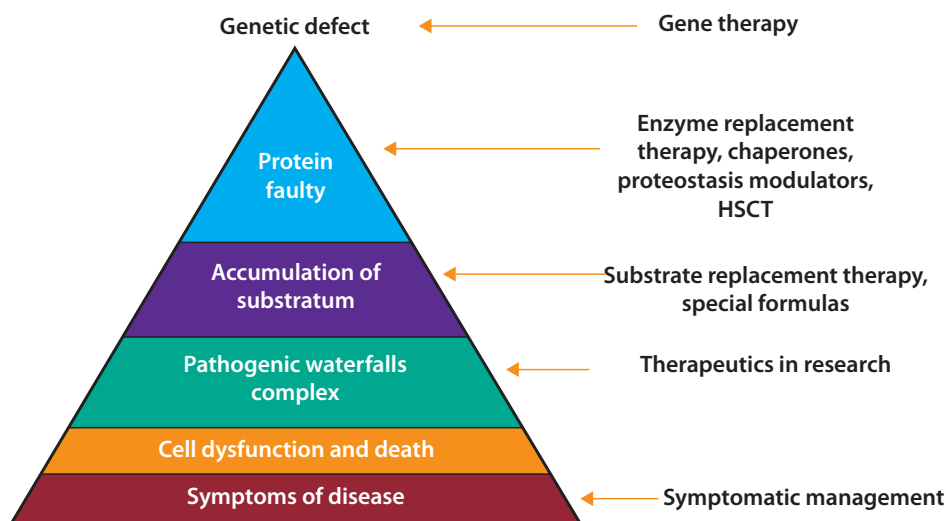 Genetic defect
Gene therapy
Protein
faulty
Enzyme replacement
therapy, chaperones,
proteostasis modulators,
HSCT
Accumulation of
substratum
Substrate replacement therapy,
special formulas
Pathogenic waterfalls
complex
Therapeutics in research
Cell dysfunction and death
Symptoms of disease
Symptomatic management